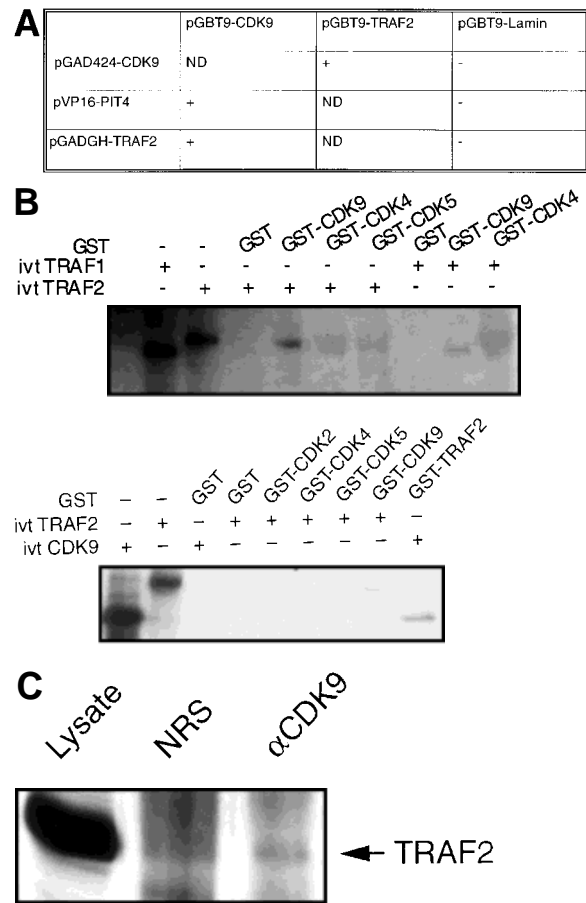 A
pGBT9-CDK9 pGBT9-TRAF2 pGBT9-Lamin
pGAD424-CDK9 ND + -
pVP16-PIT4 + ND -
pGADGH-TRAF2 + ND -
B
GST - - GST GST-CDK9 GST-CDK4 GST-CDK5 GST GST-CDK9 GST-CDK4
ivt TRAF1 + - - - - - + + +
ivt TRAF2 - + + + + + - - -
GST – – GST GST GST-CDK2 GST-CDK4 GST-CDK5 GST-CDK9 GST-TRAF2
ivt TRAF2 – + – + + + + + –
ivt CDK9 + – + – – – – – +
C
Lysate NRS αCDK9
TRAF2